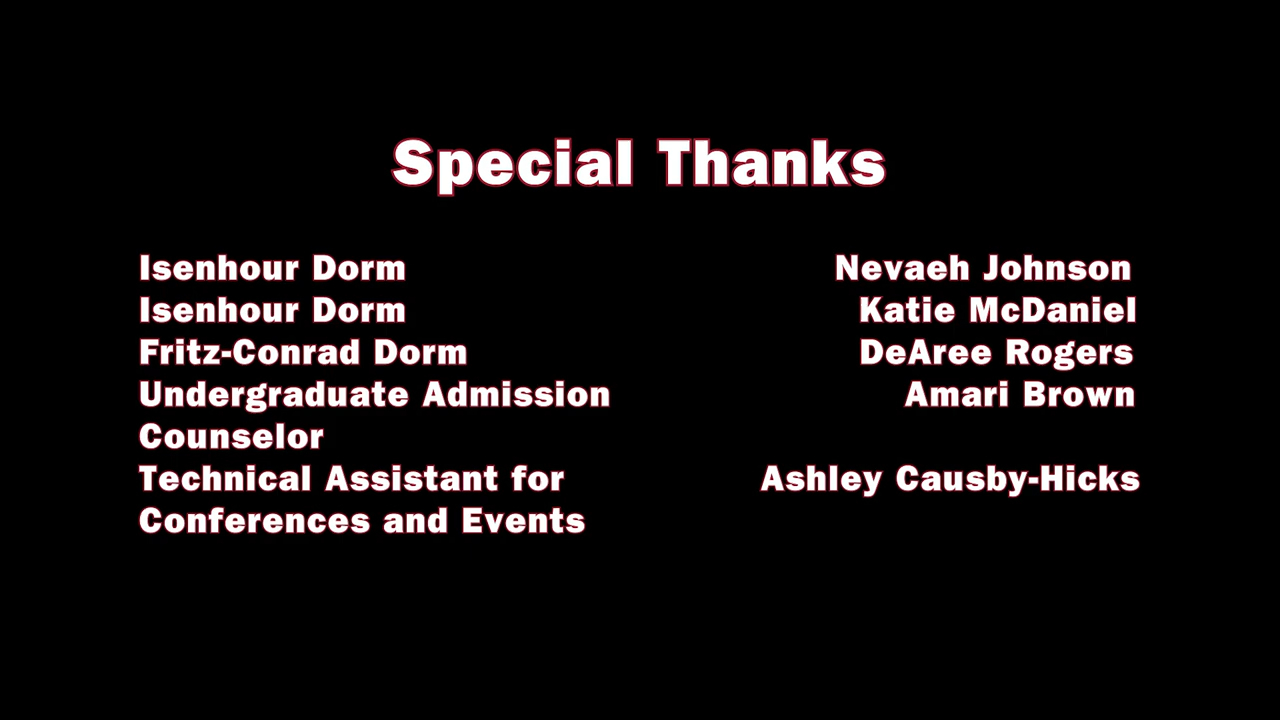 Special Thanks
Isenhour Dorm Nevaeh Johnson
Isenhour Dorm Katie McDaniel
Fritz-Conrad Dorm DeAree Rogers
Undergraduate Admission Amari Brown
Counselor
Technical Assistant for Ashley Causby-Hicks
Conferences and Events